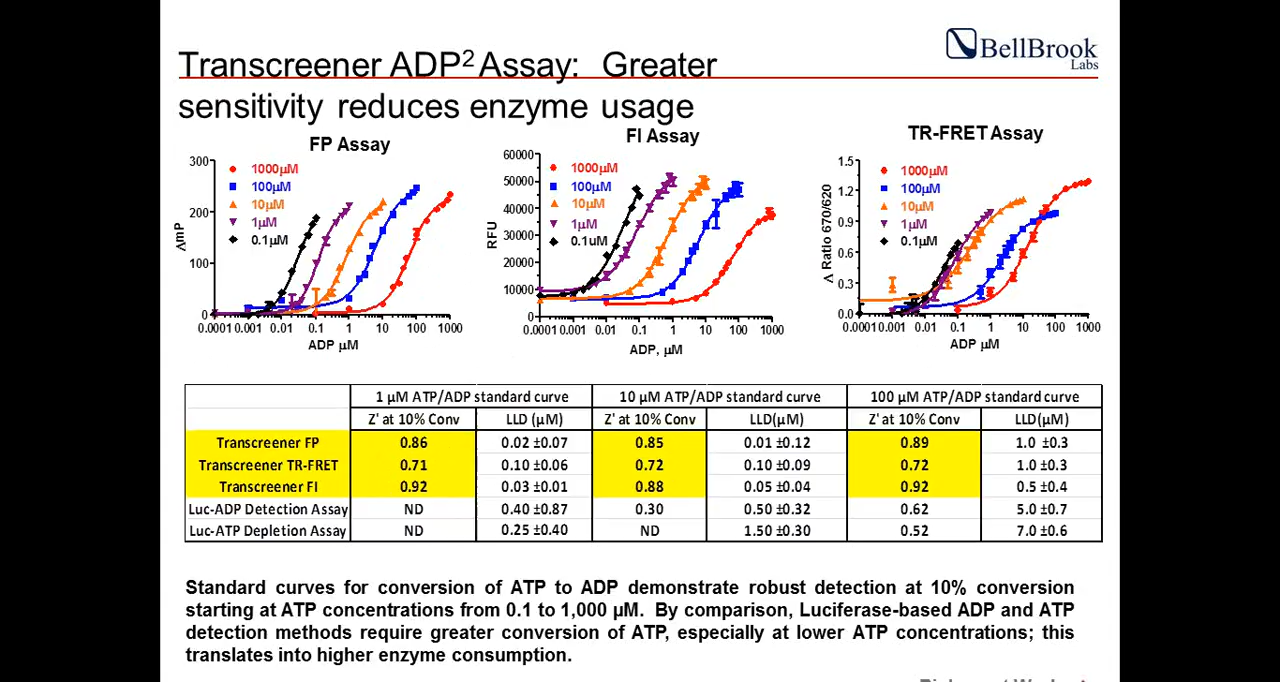 BellBrook
Labs
Transcreener ADP² Assay: Greater
sensitivity reduces enzyme usage
FP Assay
300
200
100
0
ΔmP
1000µM
100µM
10µM
1µM
0.1µM
0.0001 0.01 0.1 1 10 100 1000
ADP µM
FI Assay
60000
50000
40000
30000
20000
10000
0
RFU
1000µM
100µM
10µM
1µM
0.1uM
0.0001 0.001 0.01 0.1 1 10 100 1000
ADP, µM
TR-FRET Assay
1.5
1.2
0.9
0.6
0.3
0.0
Δ Ratio 670/620
1000µM
100µM
10µM
1µM
0.1µM
0.0001 0.01 0.1 1 10 100 1000
ADP µM
1 µM ATP/ADP standard curve 10 µM ATP/ADP standard curve 100 µM ATP/ADP standard curve
Z' at 10% Conv LLD (µM) Z' at 10% Conv LLD(µM) Z' at 10% Conv LLD(µM)
Transcreener FP 0.86 0.02 ±0.07 0.85 0.01 ±0.12 0.89 1.0 ±0.3
Transcreener TR-FRET 0.71 0.10 ±0.06 0.72 0.10 ±0.09 0.72 1.0 ±0.3
Transcreener FI 0.92 0.03 ±0.01 0.88 0.05 ±0.04 0.92 0.5 ±0.4
Luc-ADP Detection Assay ND 0.40 ±0.87 0.30 0.50 ±0.32 0.62 5.0 ±0.7
Luc-ATP Depletion Assay ND 0.25 ±0.40 ND 1.50 ±0.30 0.52 7.0 ±0.6
Standard curves for conversion of ATP to ADP demonstrate robust detection at 10% conversion
starting at ATP concentrations from 0.1 to 1,000 µM. By comparison, Luciferase-based ADP and ATP
detection methods require greater conversion of ATP, especially at lower ATP concentrations; this
translates into higher enzyme consumption.